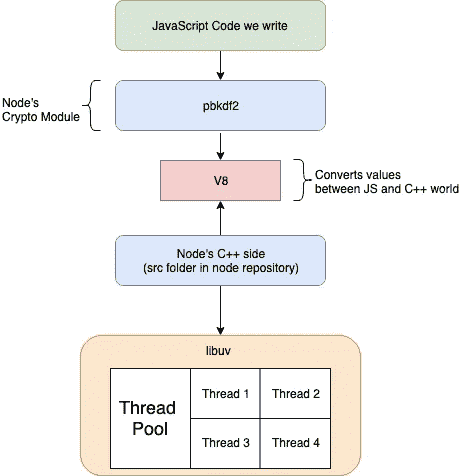 JavaScript Code we write
Node's
Crypto Module
pbkdf2
V8
Converts values
between JS and C++ world
Node's C++ side
(src folder in node repository)
libuv
Thread
Pool
Thread 1
Thread 2
Thread 3
Thread 4